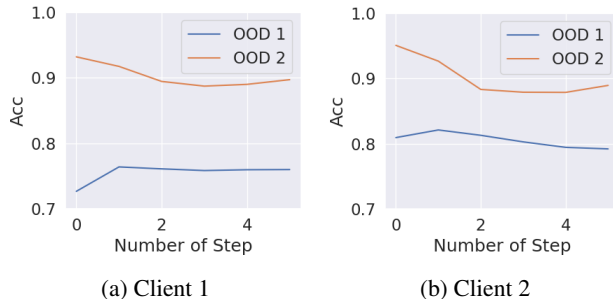 1.0
0.9
0.8
0.7
Acc
OOD 1
OOD 2
0 2 4
Number of Step
(a) Client 1
1.0
0.9
0.8
0.7
Acc
OOD 1
OOD 2
0 2 4
Number of Step
(b) Client 2